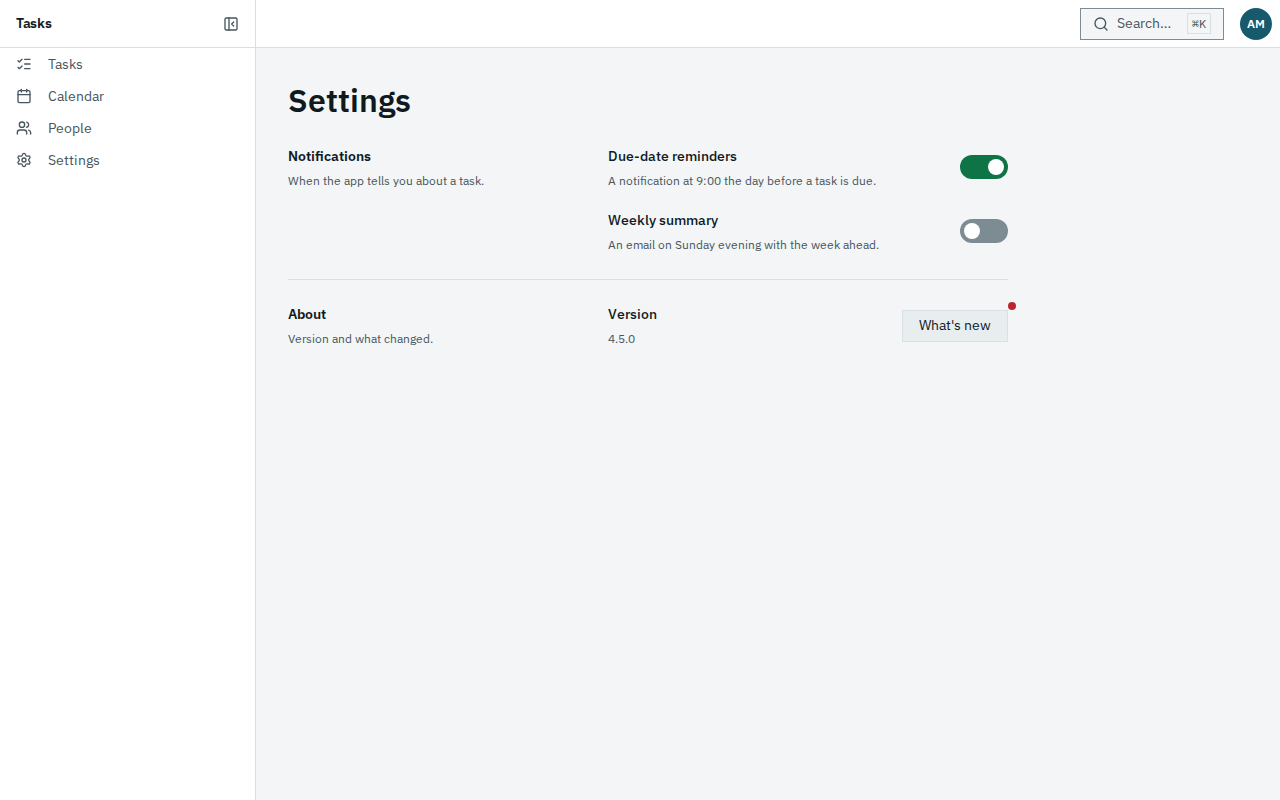 Tasks
Search...
⌘K
AM
Tasks
Calendar
People
Settings
Settings
Notifications
When the app tells you about a task.
Due-date reminders
A notification at 9:00 the day before a task is due.
Weekly summary
An email on Sunday evening with the week ahead.
About
Version and what changed.
Version
4.5.0
What's new